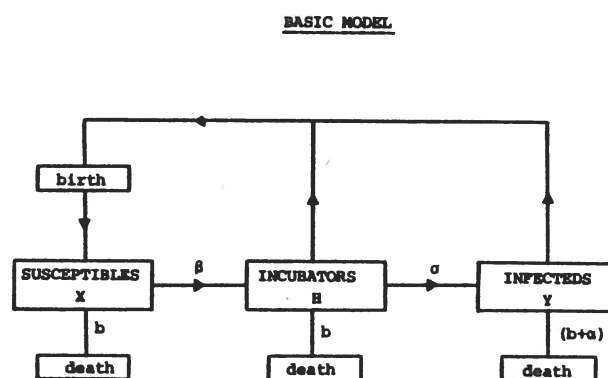 BASIC MODEL
birth
SUSCEPTIBLES
X
β
INCUBATORS
H
σ
INFECTEDS
Y
b
b
(b+α)
death
death
death